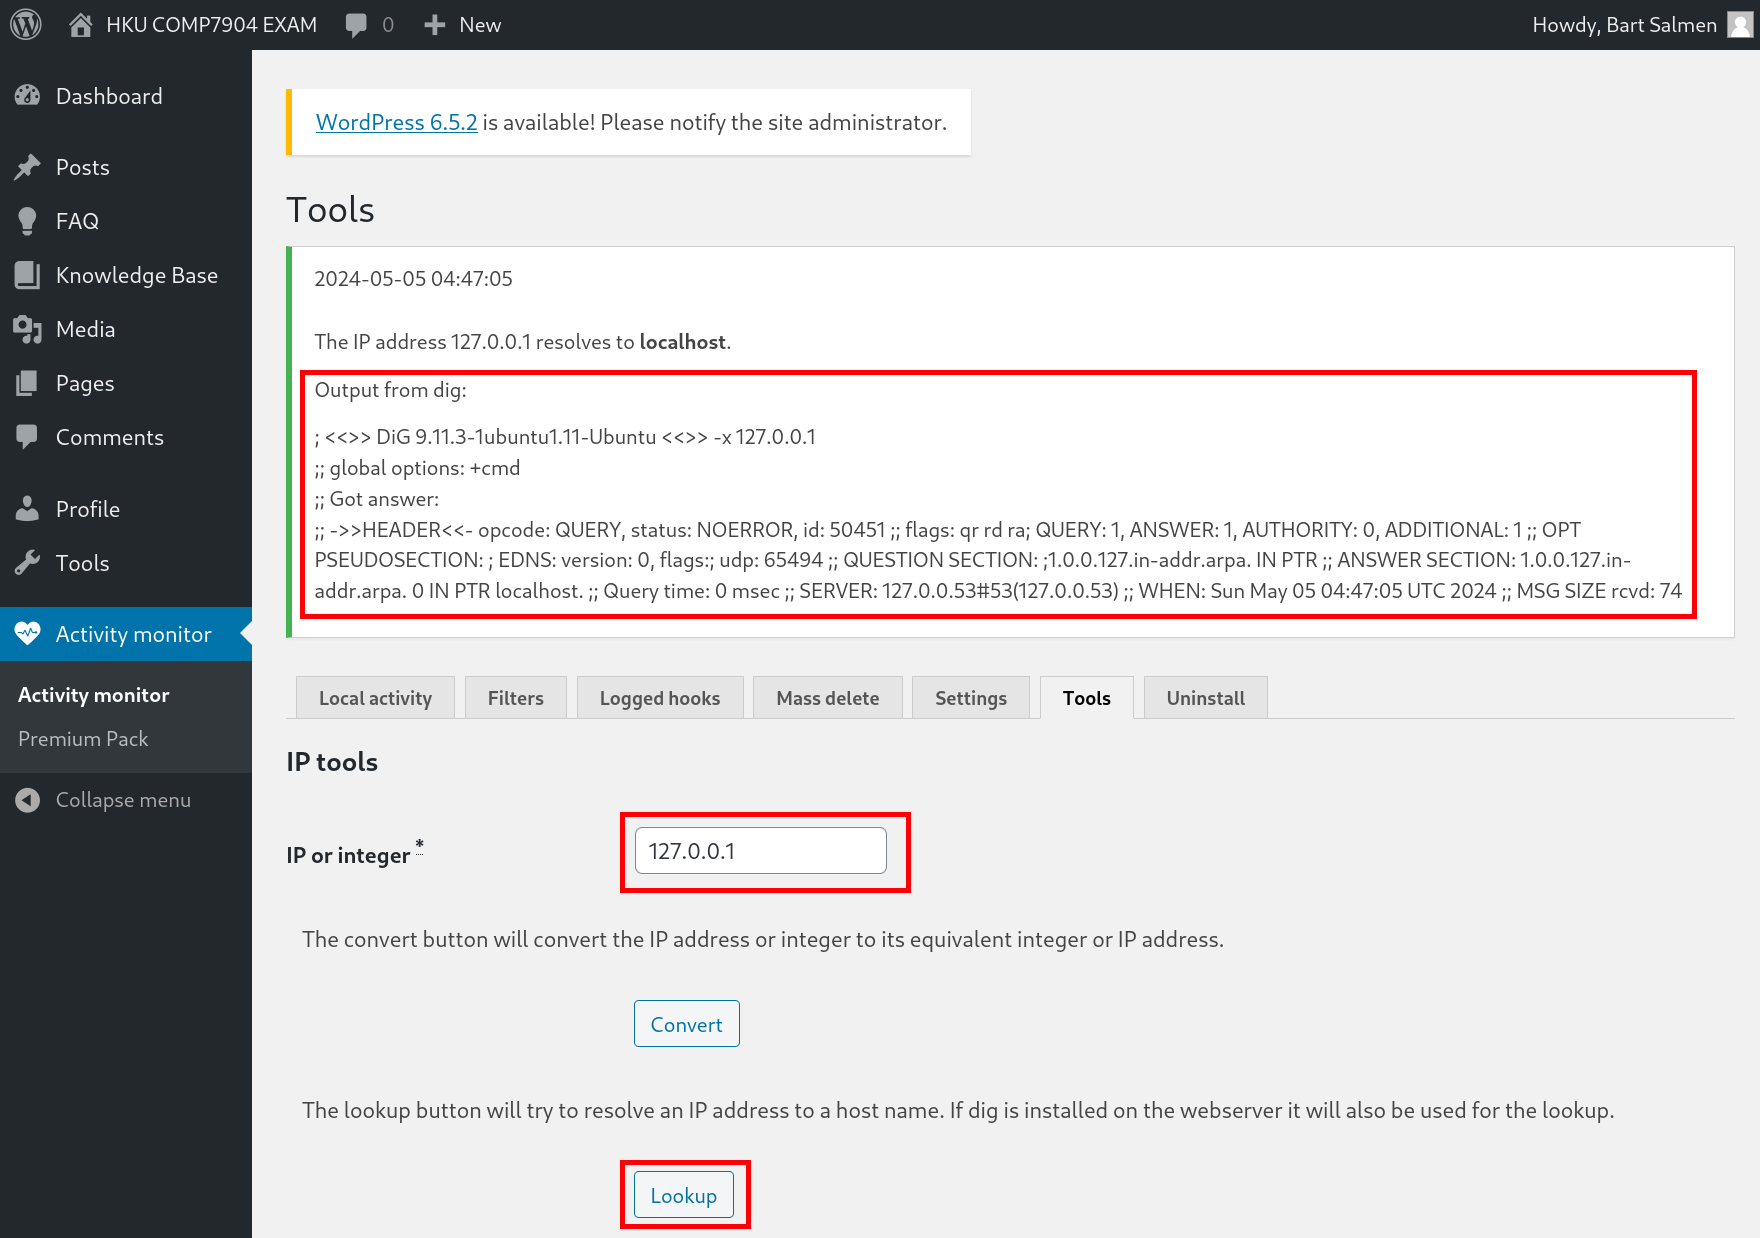 HKU COMP7904 EXAM 0 New Howdy, Bart Salmen
Dashboard
Posts
FAQ
Knowledge Base
Media
Pages
Comments
Profile
Tools
Activity monitor
Activity monitor
Premium Pack
Collapse menu
WordPress 6.5.2 is available! Please notify the site administrator.
Tools
2024-05-05 04:47:05
The IP address 127.0.0.1 resolves to localhost.
Output from dig:
; <<>> DiG 9.11.3-1ubuntu1.11-Ubuntu <<>> -x 127.0.0.1
;; global options: +cmd
;; Got answer:
;; ->>HEADER<<- opcode: QUERY, status: NOERROR, id: 50451 ;; flags: qr rd ra; QUERY: 1, ANSWER: 1, AUTHORITY: 0, ADDITIONAL: 1 ;; OPT
PSEUDOSECTION: ; EDNS: version: 0, flags:; udp: 65494 ;; QUESTION SECTION: ;1.0.0.127.in-addr.arpa. IN PTR ;; ANSWER SECTION: 1.0.0.127.in-
addr.arpa. 0 IN PTR localhost. ;; Query time: 0 msec ;; SERVER: 127.0.0.53#53(127.0.0.53) ;; WHEN: Sun May 05 04:47:05 UTC 2024 ;; MSG SIZE rcvd: 74
Local activity Filters Logged hooks Mass delete Settings Tools Uninstall
IP tools
IP or integer * 127.0.0.1
The convert button will convert the IP address or integer to its equivalent integer or IP address.
Convert
The lookup button will try to resolve an IP address to a host name. If dig is installed on the webserver it will also be used for the lookup.
Lookup